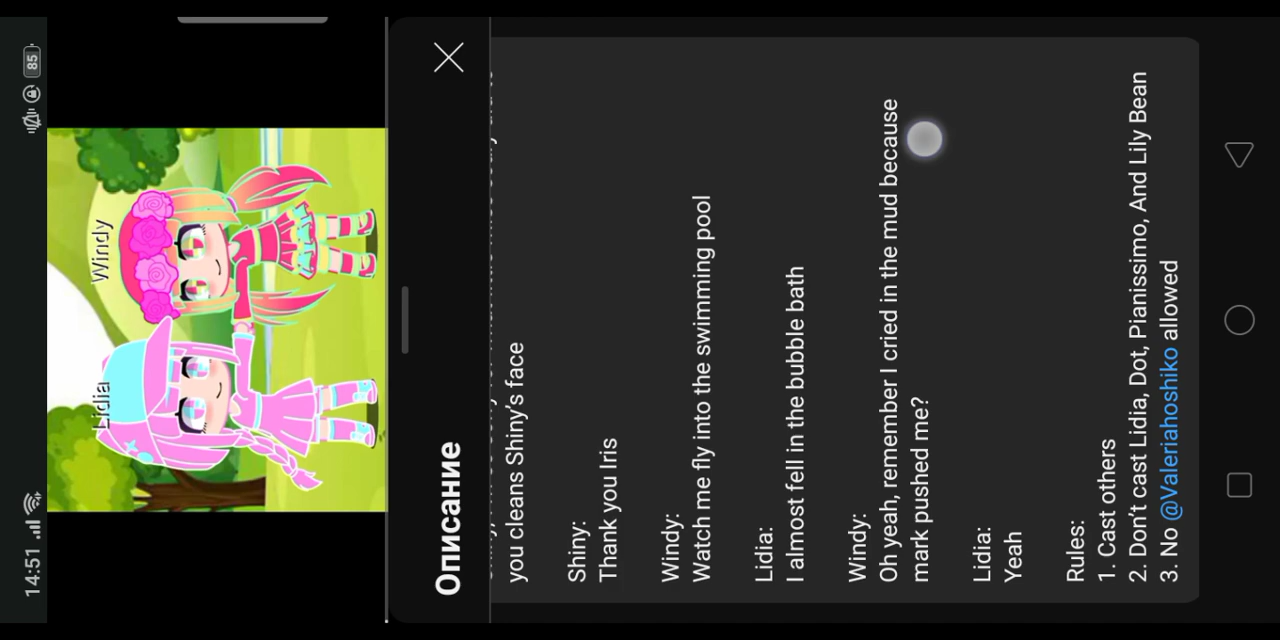 14:51
85
Lidia
Windy
Описание
you cleans Shiny's face
Shiny:
Thank you Iris
Windy:
Watch me fly into the swimming pool
Lidia:
I almost fell in the bubble bath
Windy:
Oh yeah, remember I cried in the mud because
mark pushed me?
Lidia:
Yeah
Rules:
1. Cast others
2. Don't cast Lidia, Dot, Pianissimo, And Lily Bean
3. No @Valeriahoshiko allowed